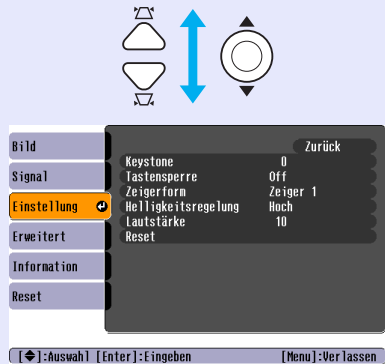 Bild
Signal
Einstellung
Erweitert
Information
Reset
Zurück
Keystone 0
Tastensperre Off
Zeigerform Zeiger 1
Helligkeitsregelung Hoch
Lautstärke 10
Reset
[◆]:Auswahl [Enter]:Eingeben [Menu]:Verlassen